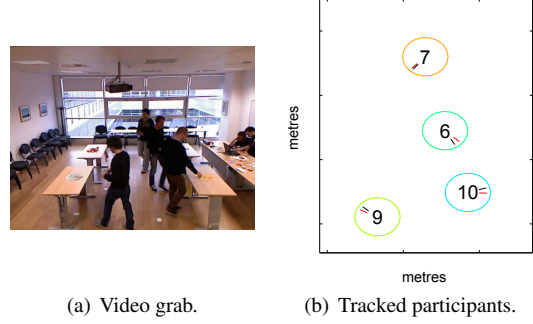 7
6
10
9
metres
metres
(a) Video grab.
(b) Tracked participants.